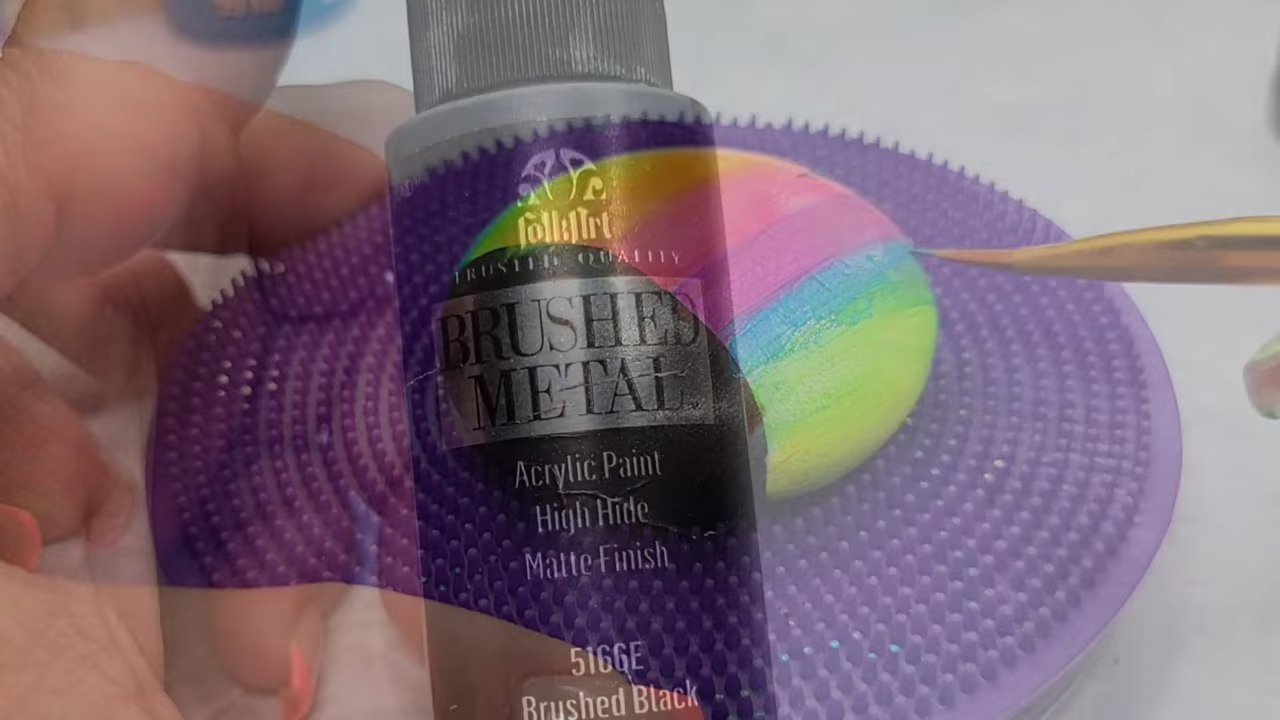 FolkArt
TRUSTED QUALITY
BRUSHED
METAL
Acrylic Paint
High Hide
Matte Finish
5166E
Brushed Black